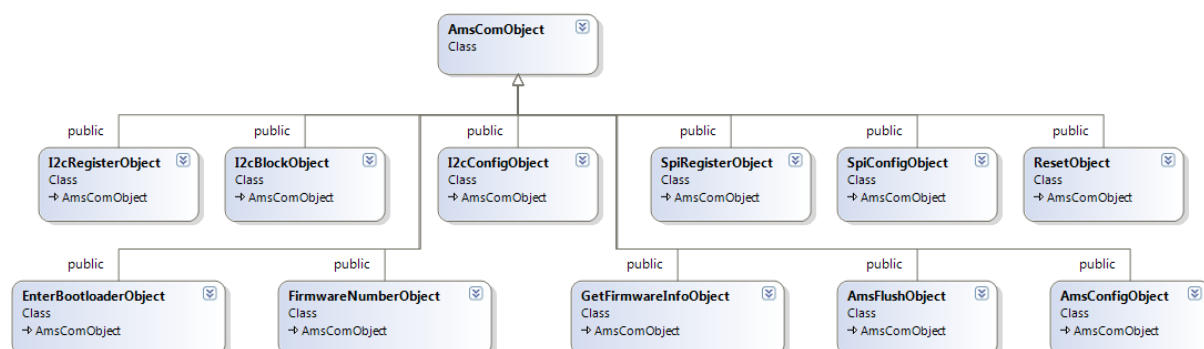 AmsComObject
Class
public public public public public public
I2cRegisterObject
Class
AmsComObject
I2cBlockObject
Class
AmsComObject
I2cConfigObject
Class
AmsComObject
SpiRegisterObject
Class
AmsComObject
SpiConfigObject
Class
AmsComObject
ResetObject
Class
AmsComObject
public public public public public
EnterBootloaderObject
Class
AmsComObject
FirmwareNumberObject
Class
AmsComObject
GetFirmwareInfoObject
Class
AmsComObject
AmsFlushObject
Class
AmsComObject
AmsConfigObject
Class
AmsComObject